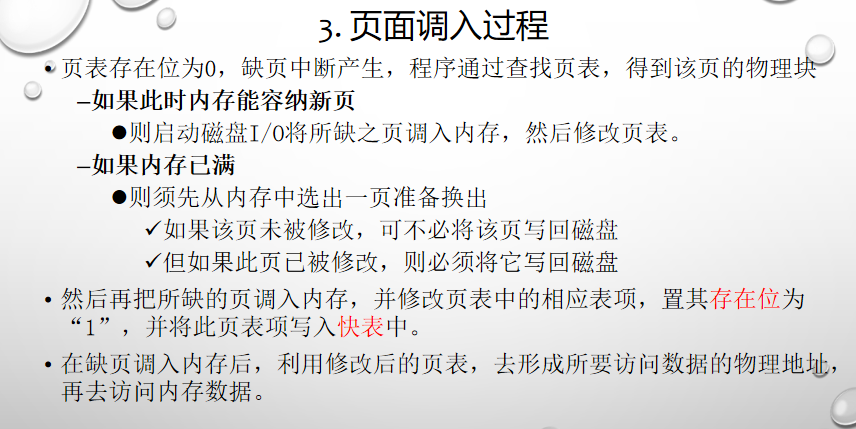 3. 页面调入过程
• 页表存在位为0，缺页中断产生，程序通过查找页表，得到该页的物理块
–如果此时内存能容纳新页
●则启动磁盘I/O将所缺之页调入内存，然后修改页表。
–如果内存已满
●则须先从内存中选出一页准备换出
✓如果该页未被修改，可不必将该页写回磁盘
✓但如果此页已被修改，则必须将它写回磁盘
• 然后再把所缺的页调入内存，并修改页表中的相应表项，置其存在位为
“1”，并将此页表项写入快表中。
• 在缺页调入内存后，利用修改后的页表，去形成所要访问数据的物理地址，
再去访问内存数据。